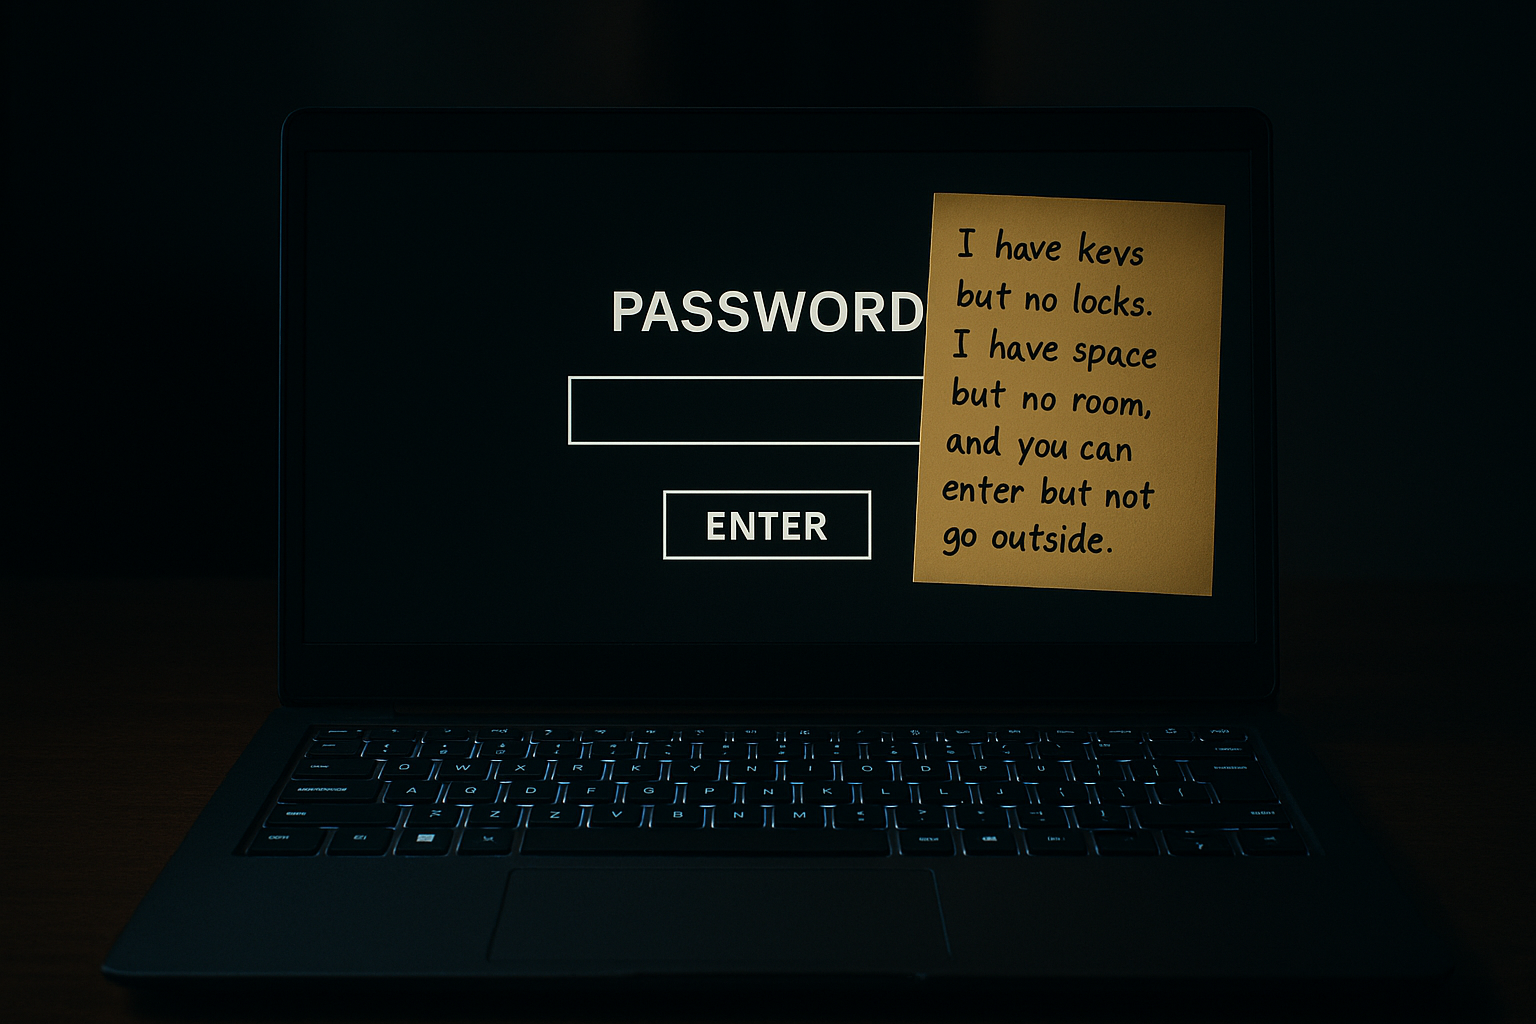 PASSWORD
ENTER
I have kevs
but no locks.
I have space
but no room,
and you can
enter but not
go outside.
O W X R K Y N I O D P U
A Q D F G P N K L L J
Z Z V B N M